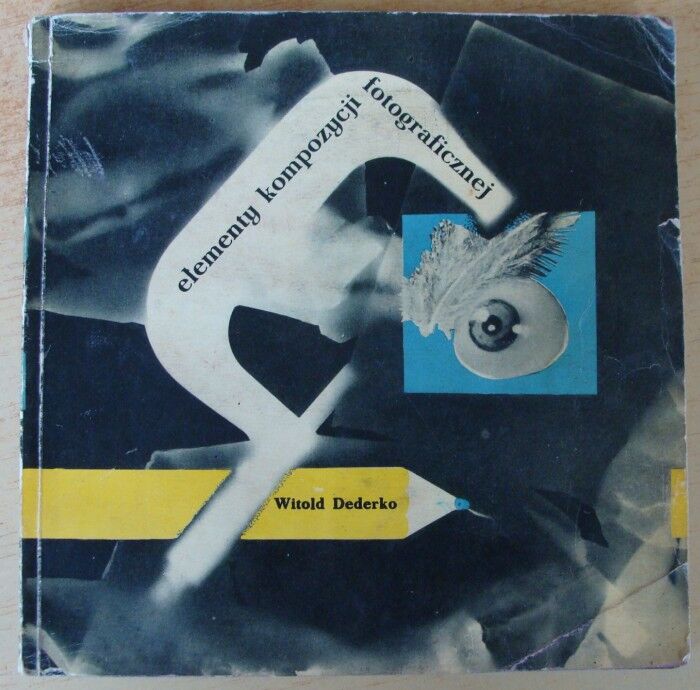 elementy kompozycji fotograficznej
Witold Dederko